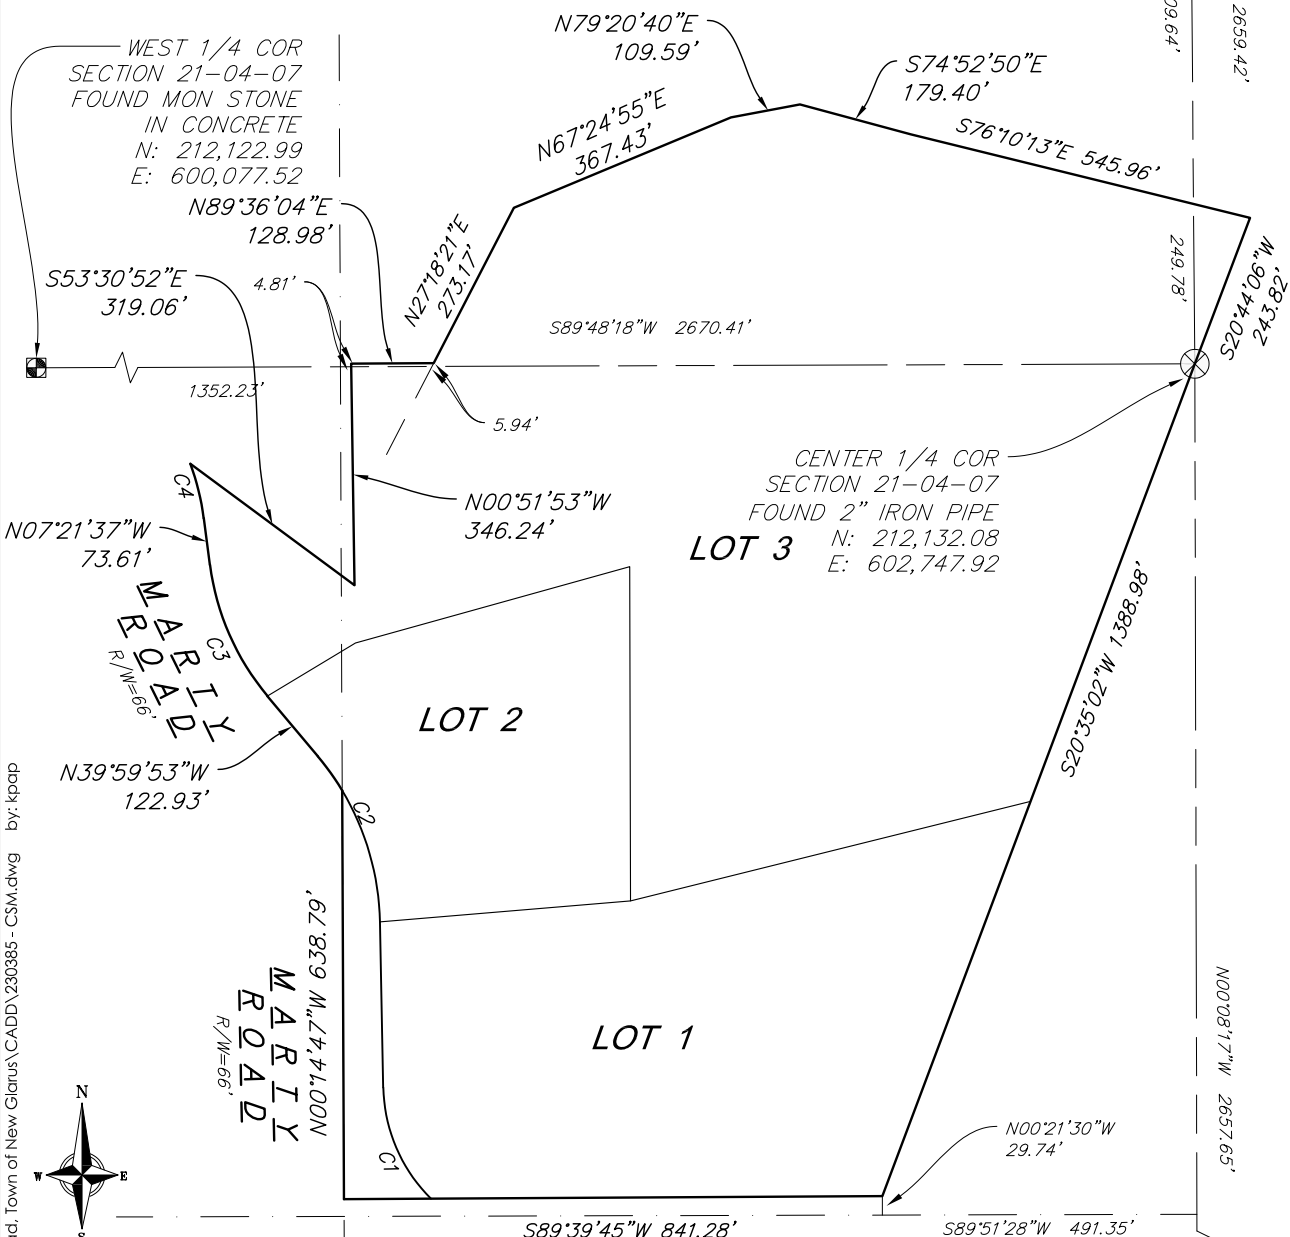 N79°20'40"E
109.59'
09.64'
2659.42'
WEST 1/4 COR
SECTION 21-04-07
FOUND MON STONE
IN CONCRETE
N: 212,122.99
E: 600,077.52
S74°52'50"E
179.40'
N67°24'55"E
367.43'
S76°10'13"E 545.96'
N89°36'04"E
128.98'
S53°30'52"E
319.06'
4.81'
N27°18'21"E
273.17'
249.78'
S20°44'06"W
243.82'
S89°48'18"W 2670.41'
1352.23'
5.94'
CENTER 1/4 COR
SECTION 21-04-07
FOUND 2" IRON PIPE
N: 212,132.08
E: 602,747.92
C4
N00°51'53"W
346.24'
N07°21'37"W
73.61'
LOT 3
MARTY
ROAD
R/W=66'
C3
S20°35'02"W 1388.98'
LOT 2
N39°59'53"W
122.93'
C2
N00°14'47"W 638.79'
MARTY
ROAD
R/W=66'
LOT 1
N00°08'17"W 2657.65'
C1
N00°21'30"W
29.74'
N
W
E
S
S89°39'45"W 841.28'
S89°51'28"W 491.35'
ad, Town of New Glarus\CADD\230385 - CSM.dwg by: kpap